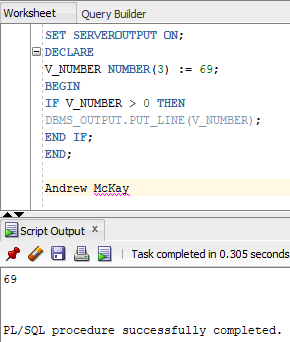 Worksheet Query Builder
SET SERVEROUTPUT ON;
DECLARE
V_NUMBER NUMBER(3) := 69;
BEGIN
IF V_NUMBER > 0 THEN
DBMS_OUTPUT.PUT_LINE(V_NUMBER);
END IF;
END;
Andrew McKay
Script Output x
Task completed in 0.305 seconds
69
PL/SQL procedure successfully completed.